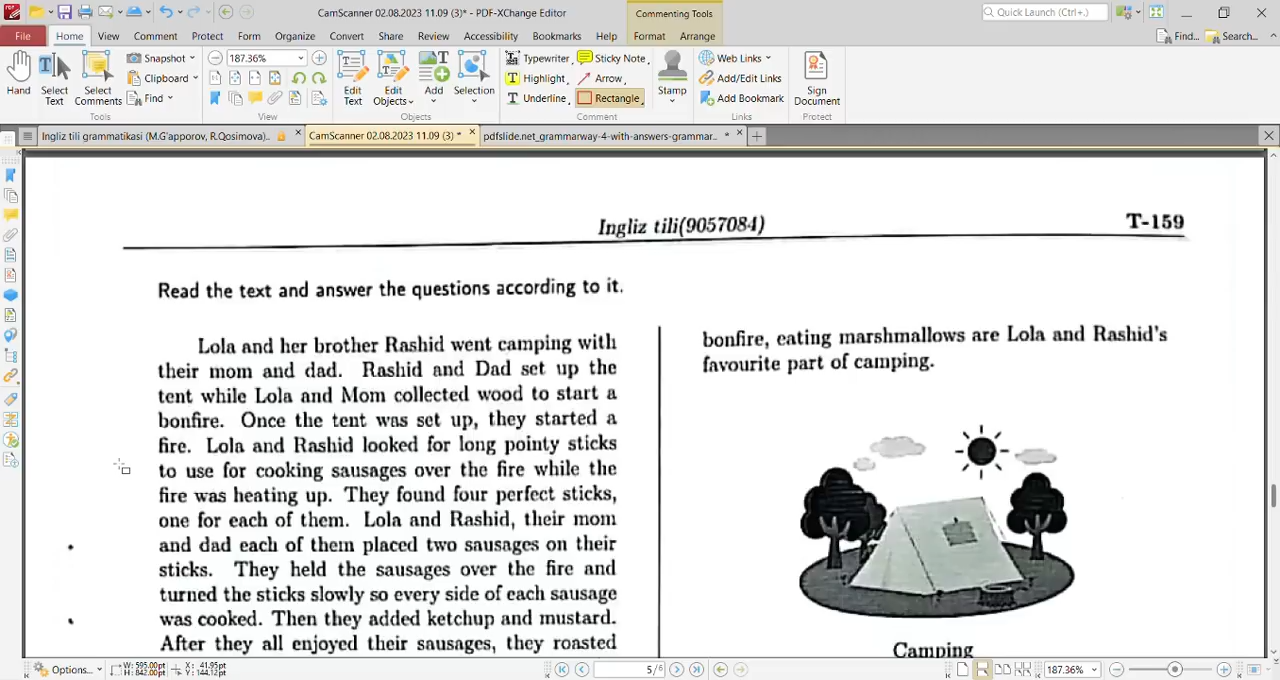 CamScanner 02.08.2023 11.09 (3)* - PDF-XChange Editor
Commenting Tools
Quick Launch (Ctrl+.)
File Home View Comment Protect Form Organize Convert Share Review Accessibility Bookmarks Help Format Arrange
Find... Search...
Hand
Select Text
Select Comments
Snapshot
Clipboard
Find
Tools
187.36%
View
Edit Text
Edit Objects
Add
Selection
Objects
Typewriter
Highlight
Underline
Sticky Note
Arrow
Rectangle
Stamp
Comment
Web Links
Add/Edit Links
Add Bookmark
Links
Sign Document
Protect
Ingliz tili grammatikasi (M.G'apporov, R.Qosimova)..
CamScanner 02.08.2023 11.09 (3) *
pdfslide.net_grammarway-4-with-answers-grammar... *
Ingliz tili(9057084)
T-159
Read the text and answer the questions according to it.
Lola and her brother Rashid went camping with
their mom and dad. Rashid and Dad set up the
tent while Lola and Mom collected wood to start a
bonfire. Once the tent was set up, they started a
fire. Lola and Rashid looked for long pointy sticks
to use for cooking sausages over the fire while the
fire was heating up. They found four perfect sticks,
one for each of them. Lola and Rashid, their mom
and dad each of them placed two sausages on their
sticks. They held the sausages over the fire and
turned the sticks slowly so every side of each sausage
was cooked. Then they added ketchup and mustard.
After they all enjoyed their sausages, they roasted
bonfire, eating marshmallows are Lola and Rashid's
favourite part of camping.
Camping
Options...
W: 595.00pt
H: 842.00pt
X: 41.95pt
Y: 144.12pt
5/6
187.36%